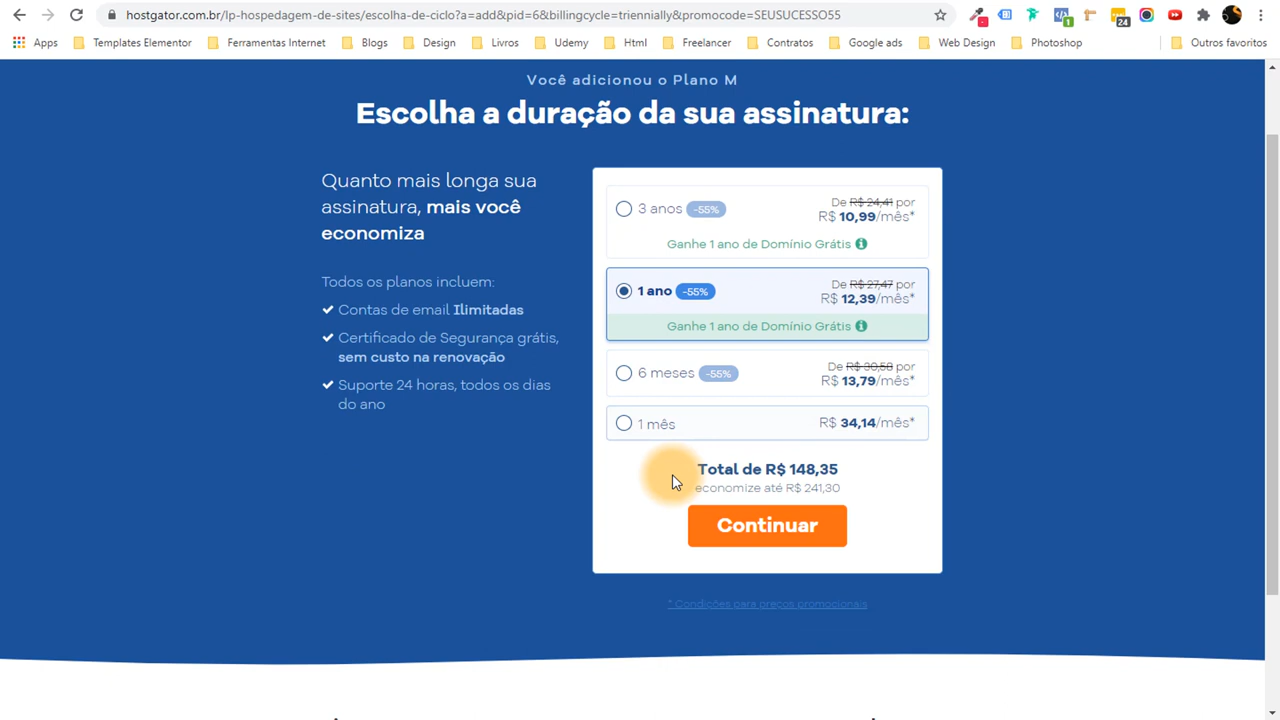 hostgator.com.br/lp-hospedagem-de-sites/escolha-de-ciclo?a=add&pid=6&billingcycle=triennially&promocode=SEUSUCESSO55
1
24
Apps Templates Elementor Ferramentas Internet Blogs Design Livros Udemy Html Freelancer Contratos Google ads Web Design Photoshop Outros favoritos
Você adicionou o Plano M
Escolha a duração da sua assinatura:
Quanto mais longa sua
assinatura, mais você
economiza
Todos os planos incluem:
Contas de email Ilimitadas
Certificado de Segurança grátis,
sem custo na renovação
Suporte 24 horas, todos os dias
do ano
3 anos -55%
De R$ 24,41 por
R$ 10,99/mês*
Ganhe 1 ano de Domínio Grátis
1 ano -55%
De R$ 27,47 por
R$ 12,39/mês*
Ganhe 1 ano de Domínio Grátis
6 meses -55%
De R$ 30,58 por
R$ 13,79/mês*
1 mês
R$ 34,14/mês*
Total de R$ 148,35
economize até R$ 241,30
Continuar
* Condições para preços promocionais